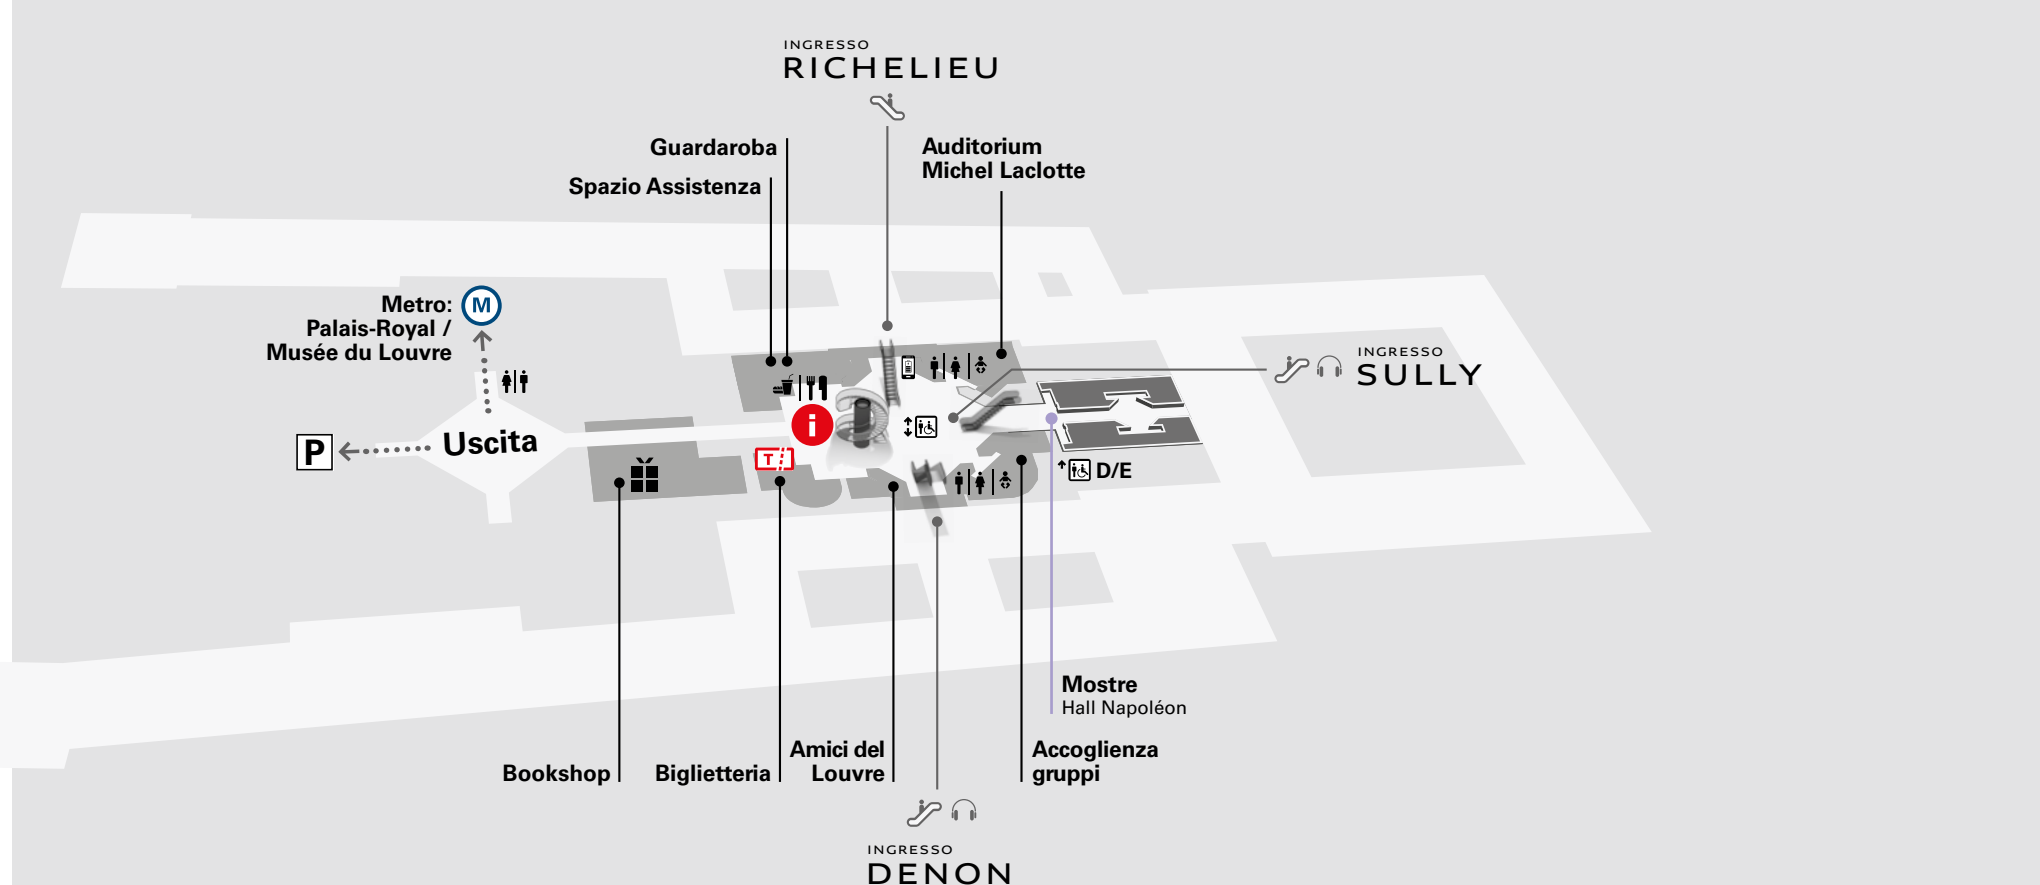 INGRESSO
RICHELIEU
Guardaroba
Spazio Assistenza
Auditorium
Michel Laclotte
Metro:
Palais-Royal /
Musée du Louvre
M
INGRESSO
SULLY
i
Uscita
P
T
D/E
Mostre
Hall Napoléon
Bookshop
Biglietteria
Amici del
Louvre
Accoglienza
gruppi
INGRESSO
DENON